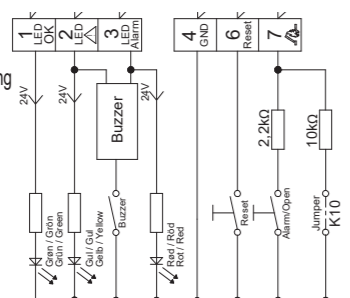 1 LED OK
2 LED
3 LED Alarm
4 GND
6 Reset
7
ng
24V
24V
24V
Buzzer
2,2kΩ
10kΩ
Grøn / Grön
Grün / Green
Gul / Gul
Gelb / Yellow
Buzzer
Rød / Röd
Rot / Red
Reset
Alarm/Open
Jumper
K10